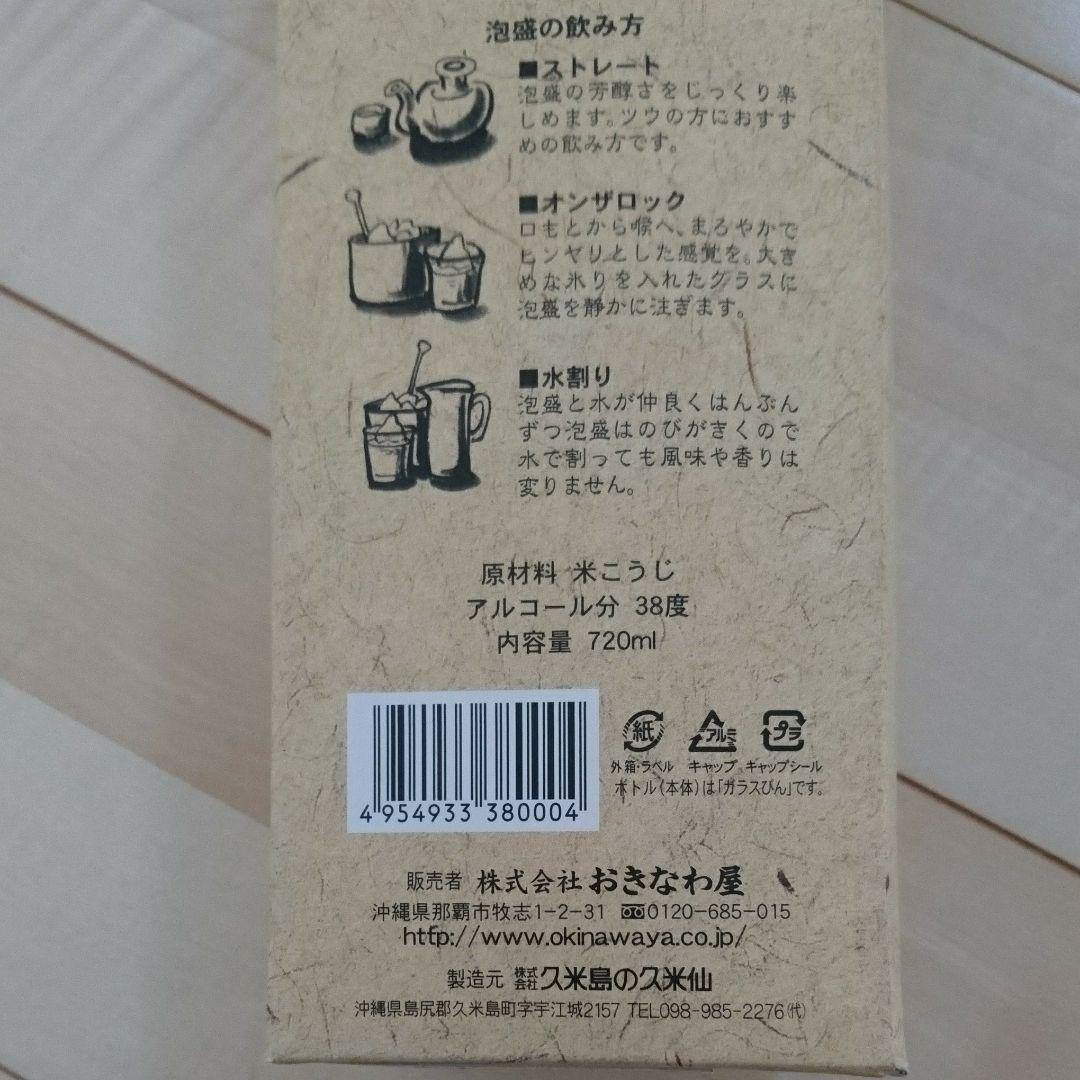 泡盛の飲み方
■ストレート
泡盛の芳醇さをじっくり楽
しめます。ツウの方におすす
めの飲み方です。
■オンザロック
口もとから喉へ、まろやかで
ヒンヤリとした感覚を。大き
めな氷りを入れたグラスに
泡盛を静かに注ぎます。
■水割り
泡盛と水が仲良くはんぶん
ずつ泡盛はのびがきくので
水で割っても風味や香りは
変りません。
原材料 米こうじ
アルコール分 38度
内容量 720ml
4 954933 380004
紙 アルミ プラ
外箱・ラベル キャップ キャップシール
ボトル(本体)は「ガラスびん」です。
販売者 株式会社 おきなわ屋
沖縄県那覇市牧志1-2-31 0120-685-015
http://www.okinawaya.co.jp/
製造元 株式会社 久米島の久米仙
沖縄県島尻郡久米島町字宇江城2157 TEL098-985-2276(代)